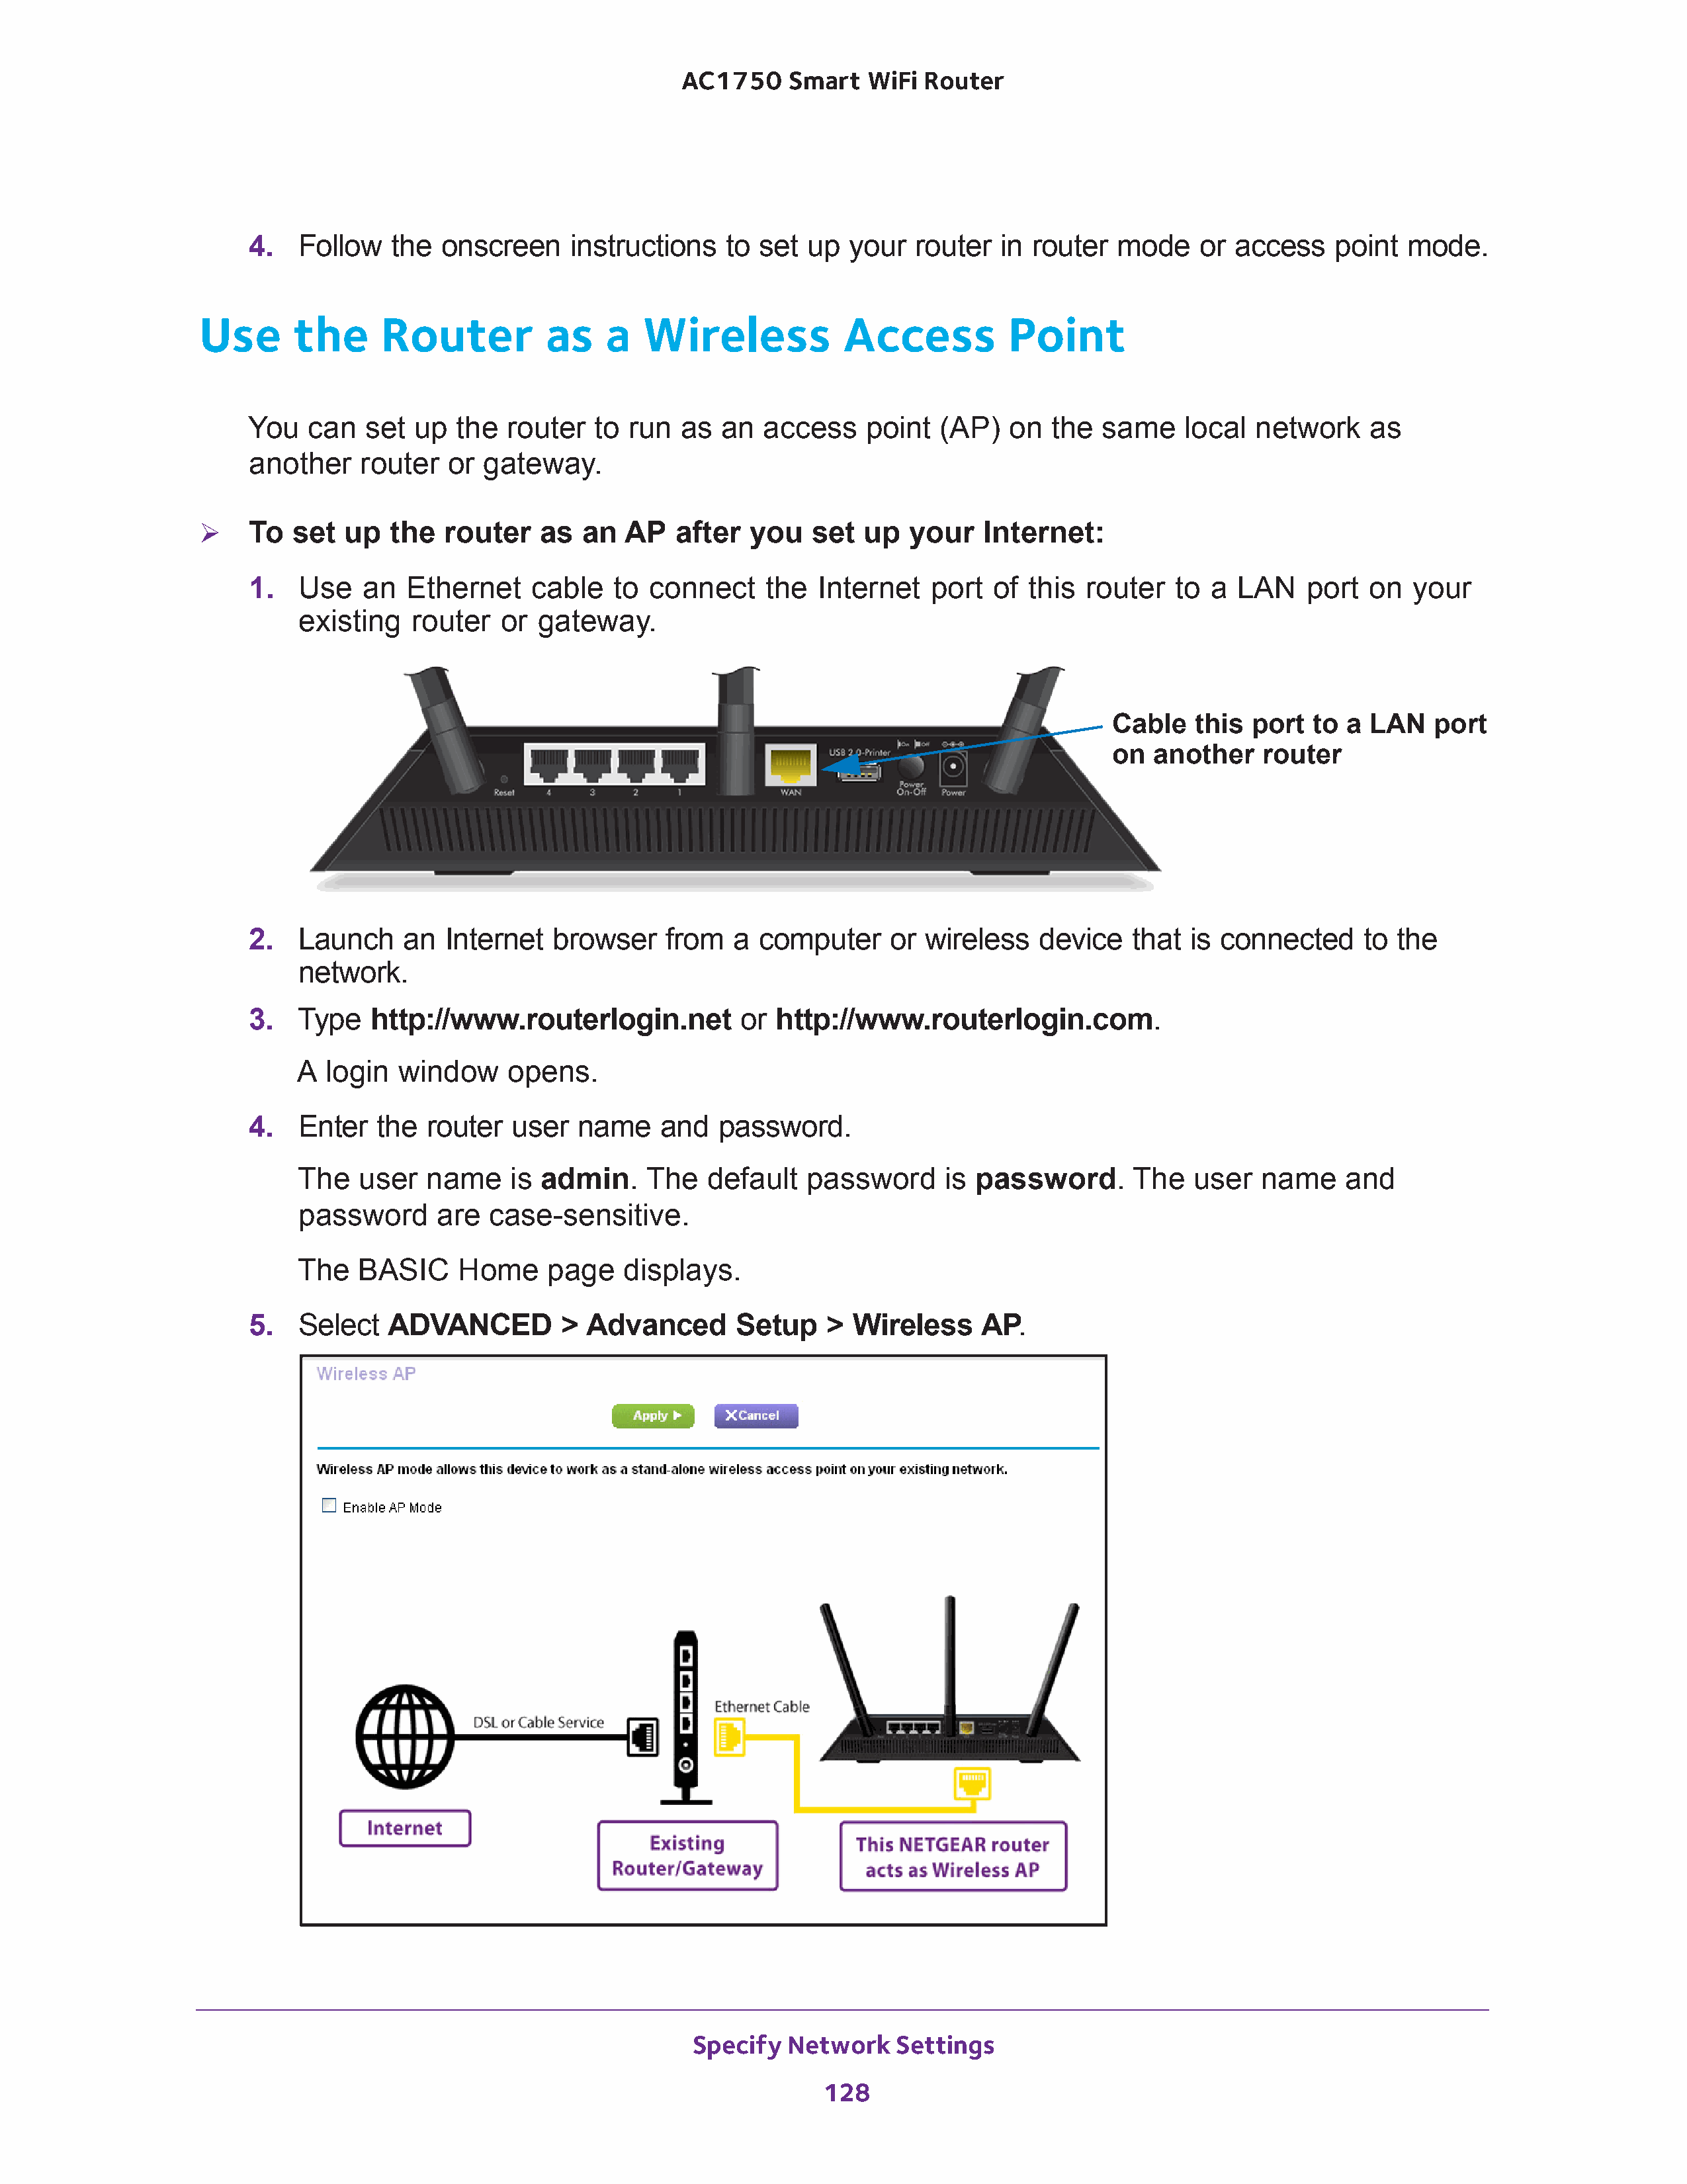 AC1750 Smart WiFi Router
4. Follow the onscreen instructions to set up your router in router mode or access point mode.
Use the Router as a Wireless Access Point
You can set up the router to run as an access point (AP) on the same local network as
another router or gateway.
➢ To set up the router as an AP after you set up your Internet:
1. Use an Ethernet cable to connect the Internet port of this router to a LAN port on your
existing router or gateway.
Cable this port to a LAN port
on another router
On Off
USB 2.0-Printer
Power
On-Off
Reset 4 3 2 1 WAN Power
2. Launch an Internet browser from a computer or wireless device that is connected to the
network.
3. Type http://www.routerlogin.net or http://www.routerlogin.com.
A login window opens.
4. Enter the router user name and password.
The user name is admin. The default password is password. The user name and
password are case-sensitive.
The BASIC Home page displays.
5. Select ADVANCED > Advanced Setup > Wireless AP.
Wireless AP
Apply
XCancel
Wireless AP mode allows this device to work as a stand-alone wireless access point on your existing network.
Enable AP Mode
DSL or Cable Service
Ethernet Cable
Internet
Existing
Router/Gateway
This NETGEAR router
acts as Wireless AP
Specify Network Settings
128